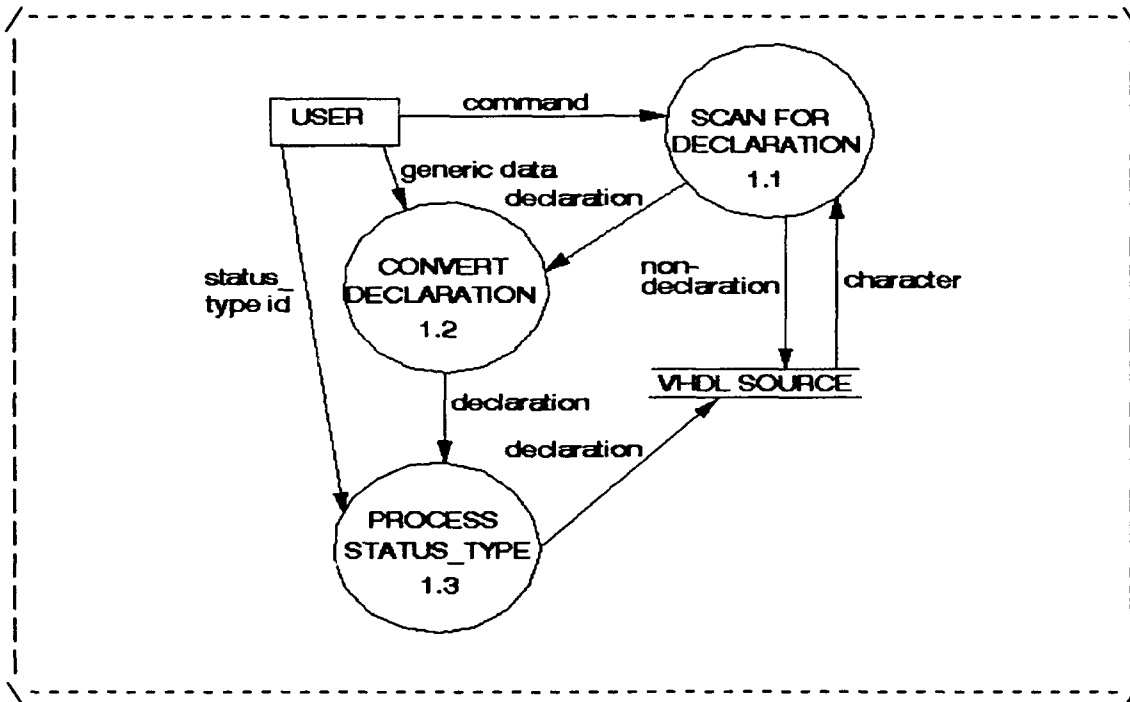 USER
command
SCAN FOR
DECLARATION
1.1
generic data
declaration
CONVERT
DECLARATION
1.2
status_
type id
non-
declaration
character
VHDL SOURCE
declaration
declaration
PROCESS
STATUS_TYPE
1.3